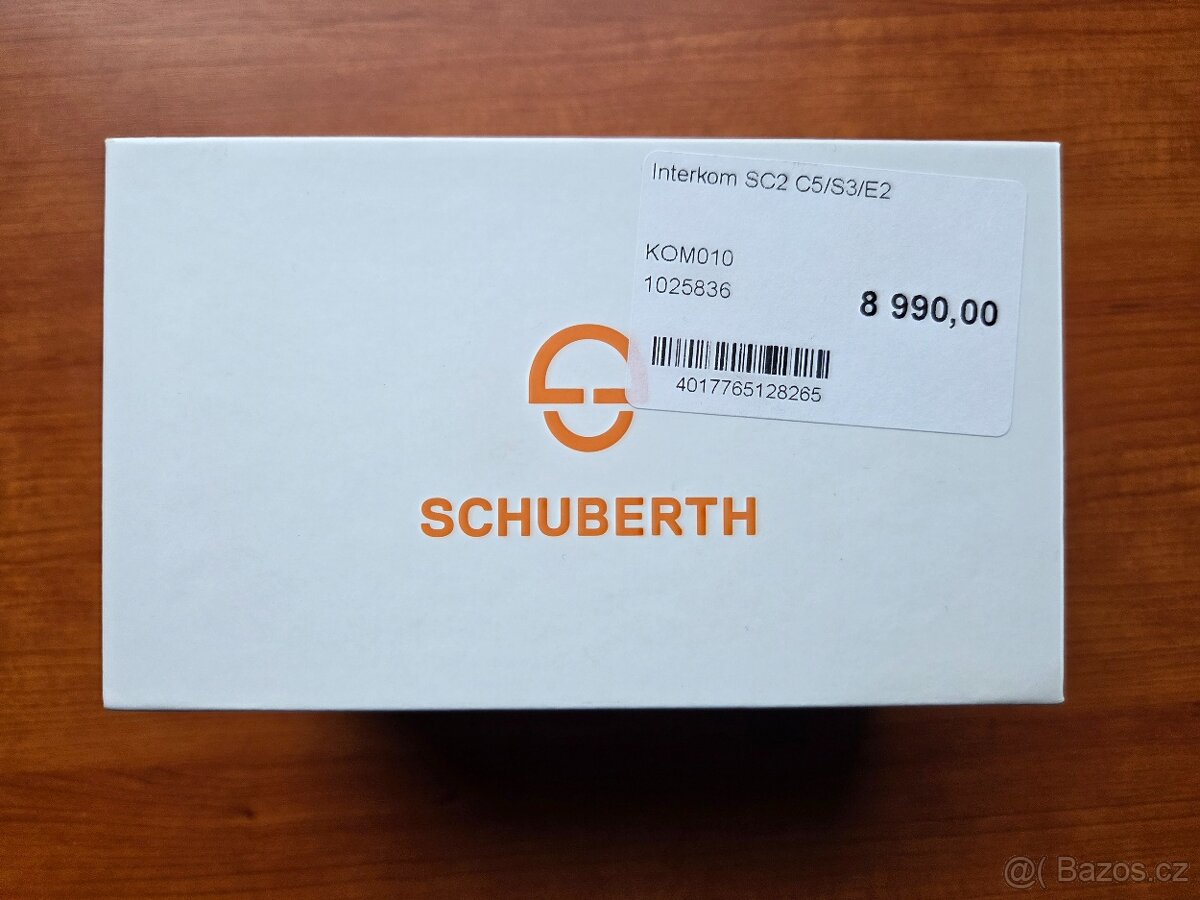 Interkom SC2 C5/S3/E2
KOM010
1025836
8 990,00
4017765128265
SCHUBERTH
@( Bazos.cz